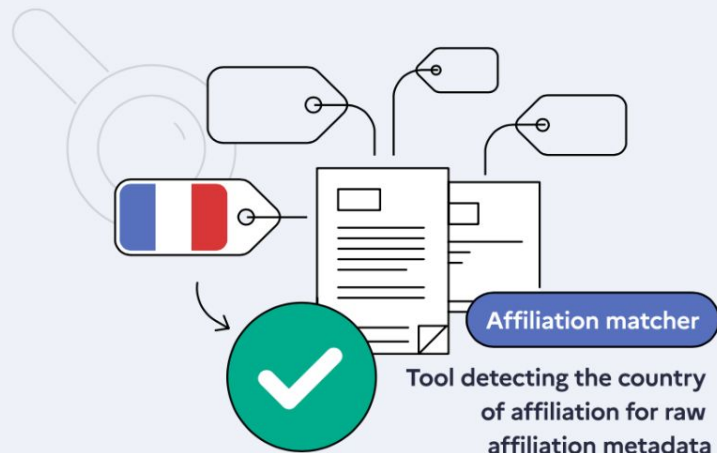 Affiliation matcher
Tool detecting the country
of affiliation for raw
affiliation metadata